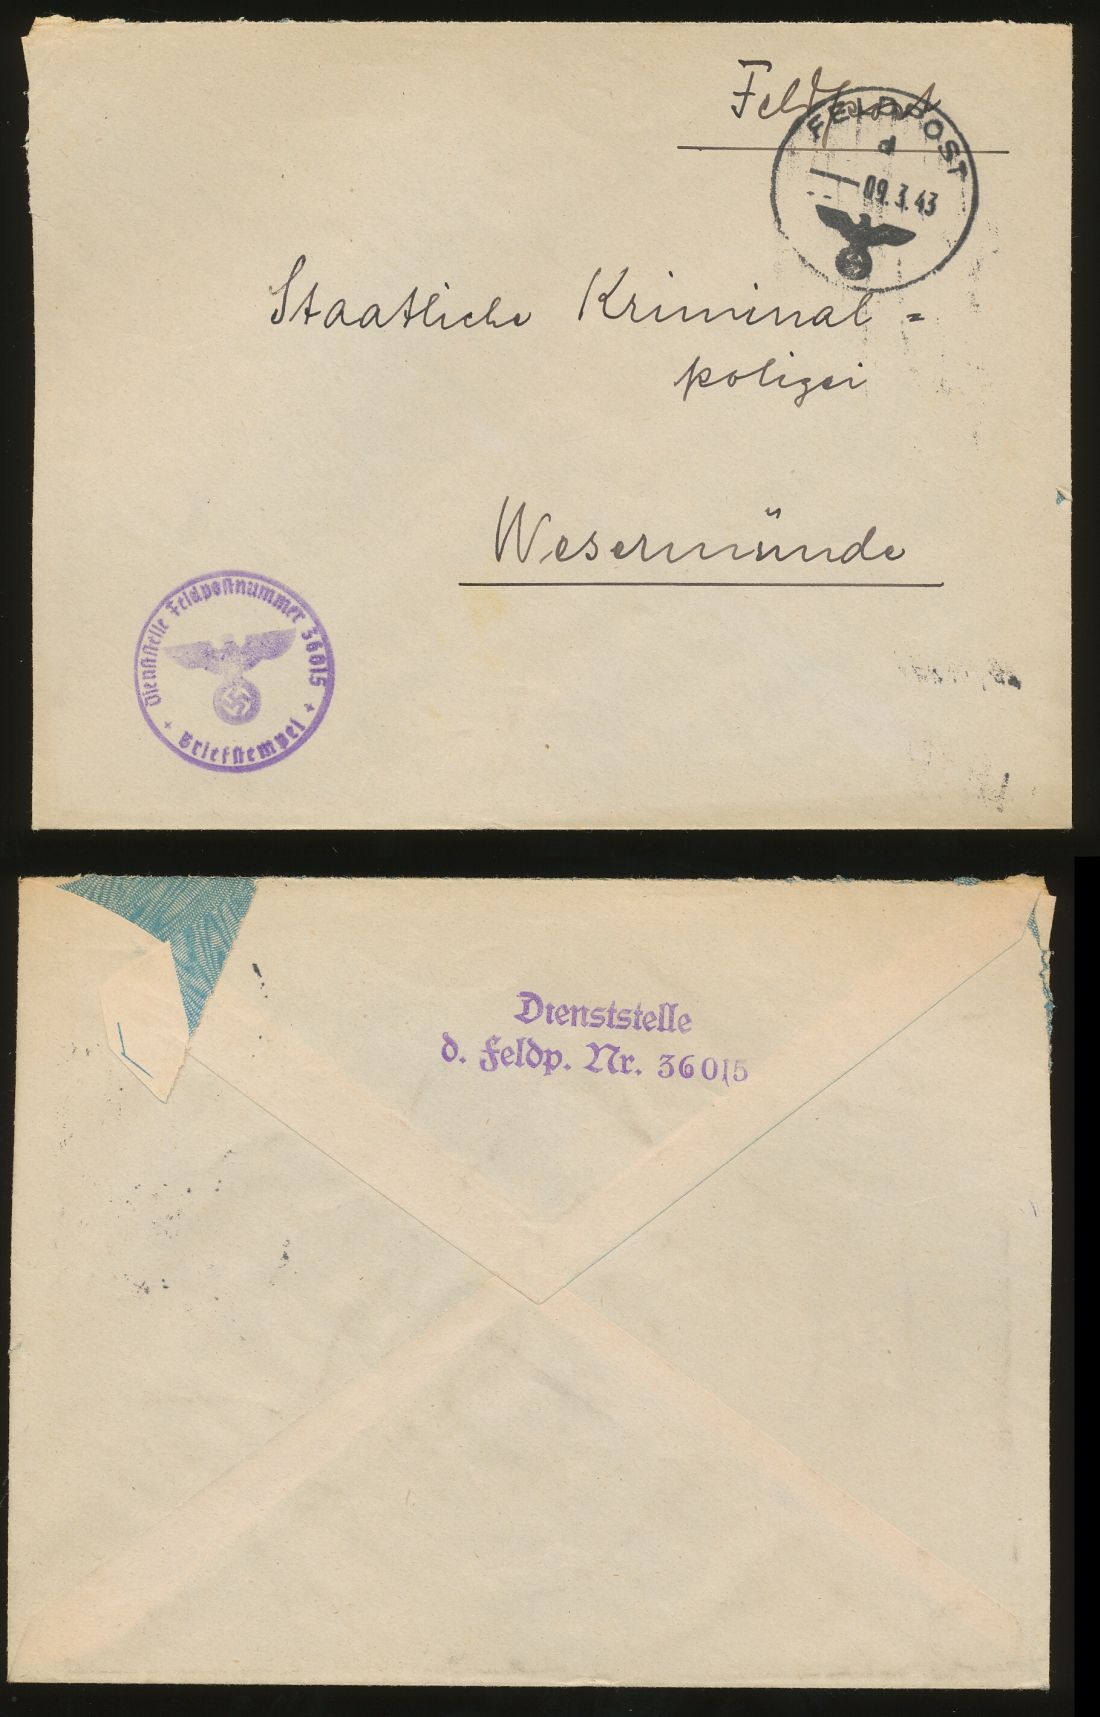 Feldpost
FELDPOST
d
09.3.43
Staatliche Kriminal=
polizei
Wesermünde
Dienststelle Feldpostnummer 36015
+ Briefstempel +
Dienststelle
d. Feldp. Nr. 36015